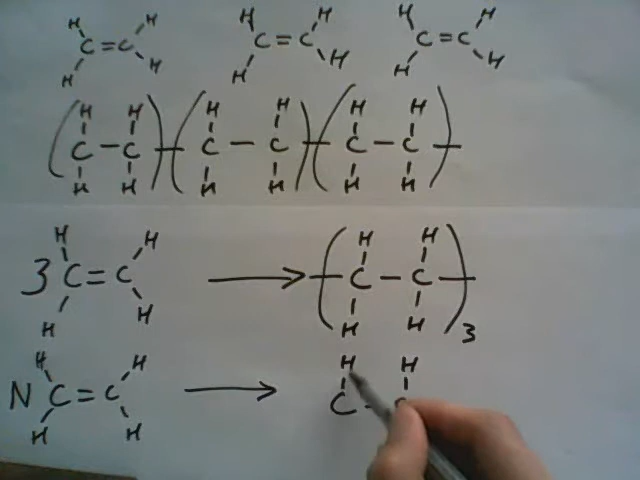 H H H H H H
C = C C = C C = C
H H H H H H
H H H H H H
( C - C ) - ( C - C ) - ( C - C ) -
H H H H H H
H H H H
3 C = C → ( - C - C - ) 3
H H H H
H H H H
N C = C → C - C
H H